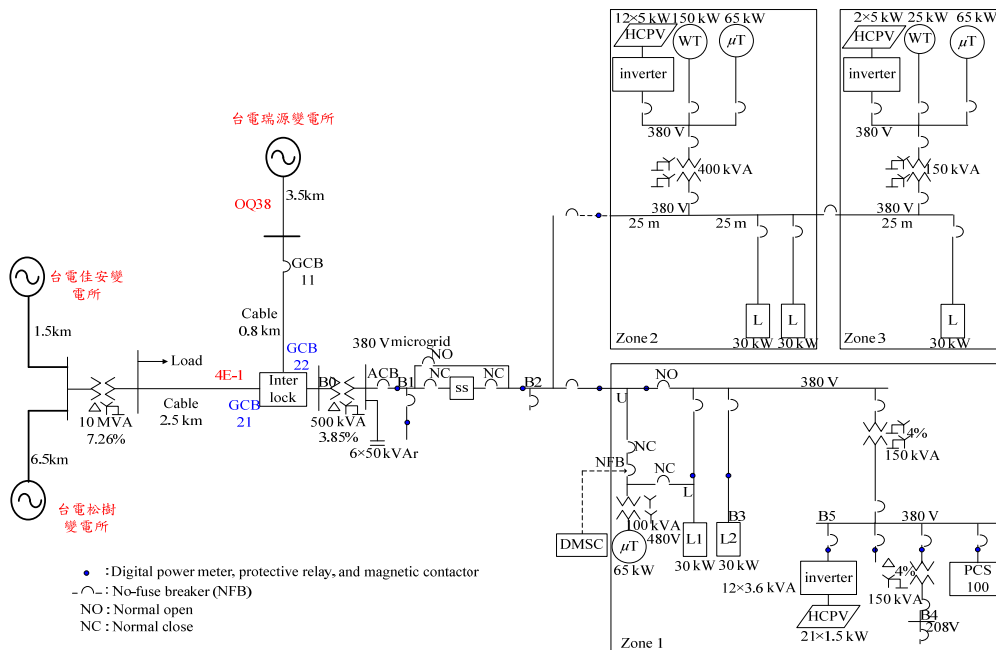 12×5 kW
150 kW
65 kW
HCPV
WT
μT
inverter
380 V
400 kVA
380 V
25 m
25 m
L
L
30 kW
30 kW
Zone 2
2×5 kW
25 kW
65 kW
HCPV
WT
μT
inverter
380 V
150 kVA
380 V
25 m
L
30 kW
Zone 3
台電瑞源變電所
3.5km
OQ38
GCB
11
Cable
0.8 km
台電佳安變
電所
1.5km
Load
10 MVA
7.26%
4E-1
Cable
2.5 km
GCB
22
GCB
21
Inter
lock
6.5km
台電松樹
變電所
B0
500 kVA
3.85%
380 V
microgrid
NO
ACB
B1
NC
ss
NC
B2
6×50 kVAr
NO
380 V
U
NC
NFB
NC
L
100 kVA
480V
DMSC
μT
65 kW
L1
30 kW
B3
L2
30 kW
4%
150 kVA
B5
380 V
inverter
12×3.6 kVA
HCPV
21×1.5 kW
4%
150 kVA
B4
208V
PCS
100
Zone 1
: Digital power meter, protective relay, and magnetic contactor
: No-fuse breaker (NFB)
NO : Normal open
NC : Normal close